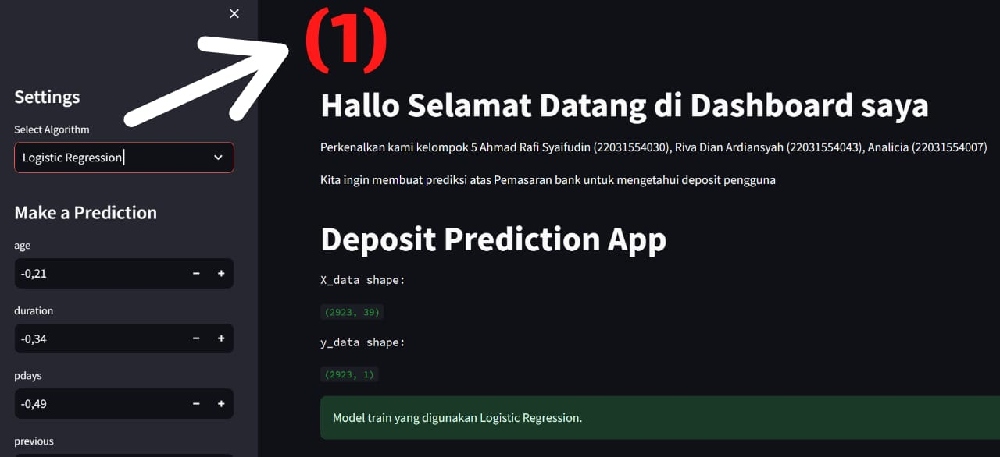 (1)
Settings
Select Algorithm
Logistic Regression
Make a Prediction
age
-0,21
duration
-0,34
pdays
-0,49
previous
Hallo Selamat Datang di Dashboard saya
Perkenalkan kami kelompok 5 Ahmad Rafi Syaifudin (22031554030), Riva Dian Ardiansyah (22031554043), Analicia (22031554007)
Kita ingin membuat prediksi atas Pemasaran bank untuk mengetahui deposit pengguna
Deposit Prediction App
X_data shape:
(2923, 39)
y_data shape:
(2923, 1)
Model train yang digunakan Logistic Regression.